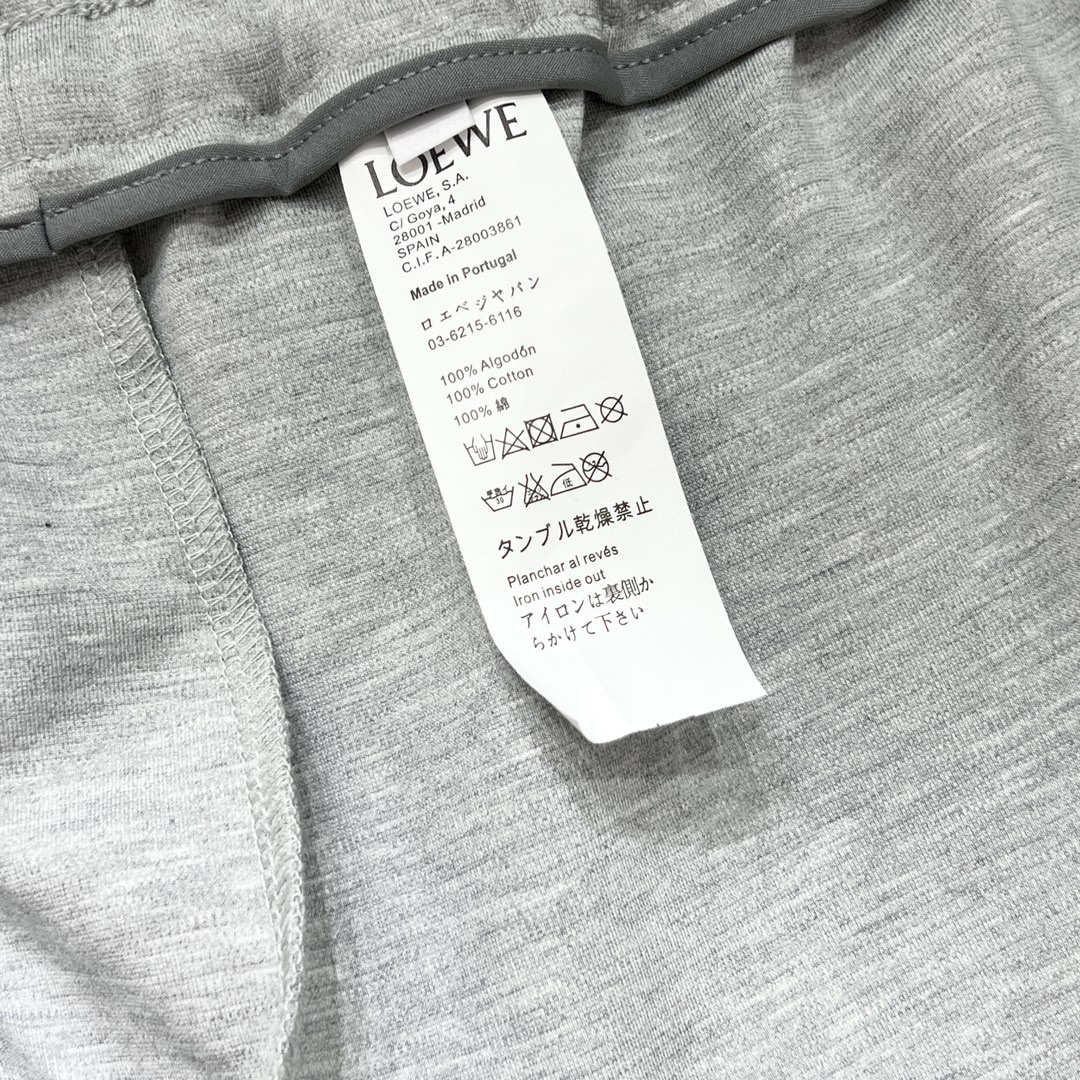 LOEWE
LOEWE, S.A.
C/ Goya, 4
28001 -Madrid
SPAIN
C.I.F. A-28003861
Made in Portugal
ロエベジャパン
03-6215-6116
100% Algodón
100% Cotton
100% 綿
30
低
タンブル乾燥禁止
Planchar al revés
Iron inside out
アイロンは裏側か
らかけて下さい